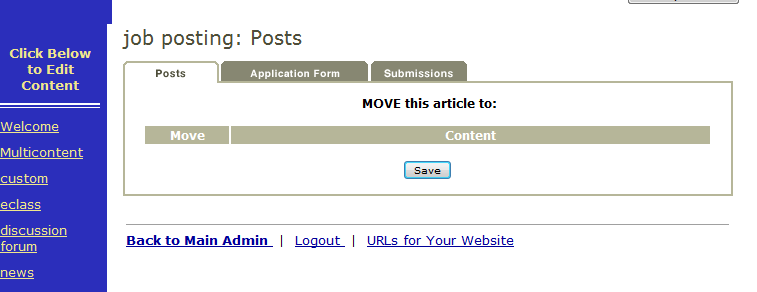 Click Below
to Edit
Content
Welcome
Multicontent
custom
eclass
discussion
forum
news
job posting: Posts
Posts
Application Form
Submissions
MOVE this article to:
Move Content
Save
Back to Main Admin | Logout | URLs for Your Website